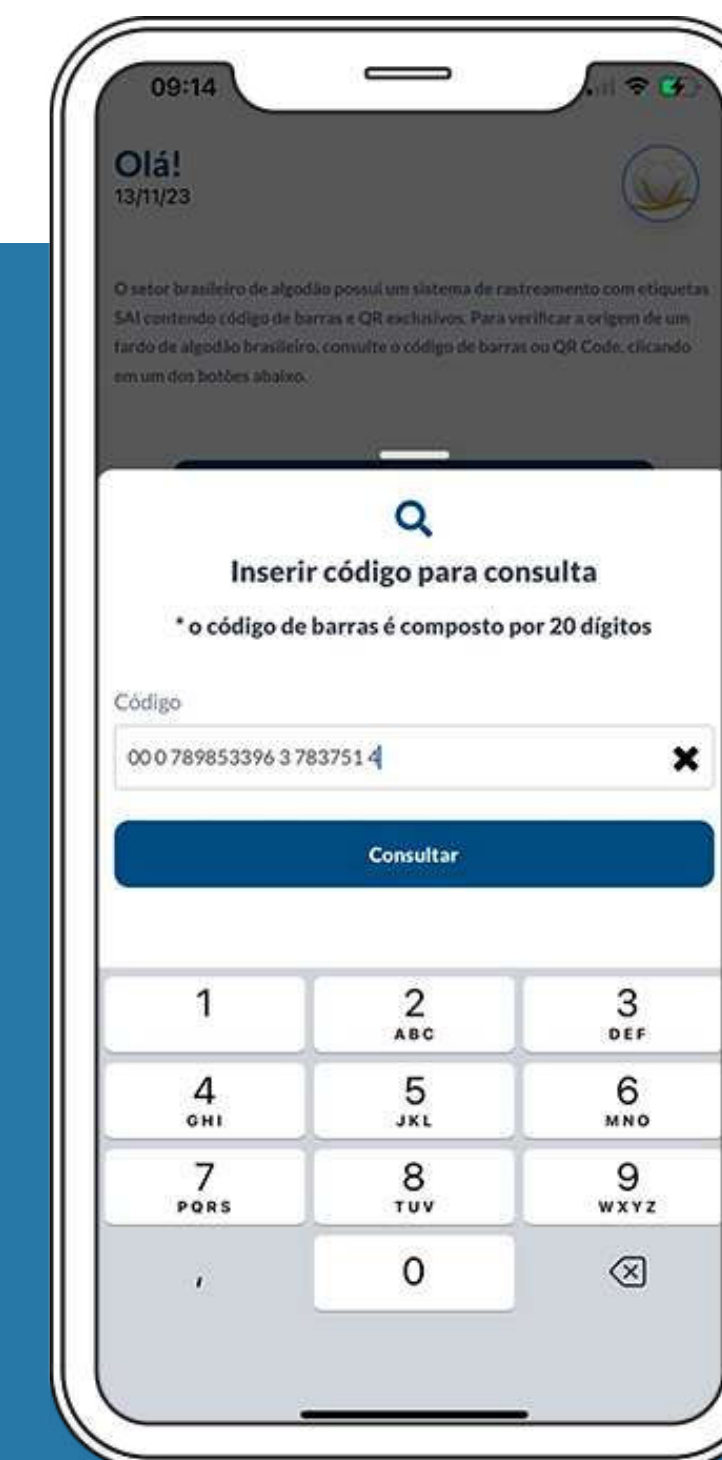 09:14
Olá!
13/11/23
O setor brasileiro de algodão possui um sistema de rastreamento com etiquetas
SAI contendo código de barras e QR exclusivos. Para verificar a origem de um
fardo de algodão brasileiro, consulte o código de barras ou QR Code, clicando
em um dos botões abaixo.
Inserir código para consulta
* o código de barras é composto por 20 dígitos
Código
00 0 789853396 3 783751 4
Consultar
1 2 3
ABC DEF
4 5 6
GHI JKL MNO
7 8 9
PQRS TUV WXYZ
, 0